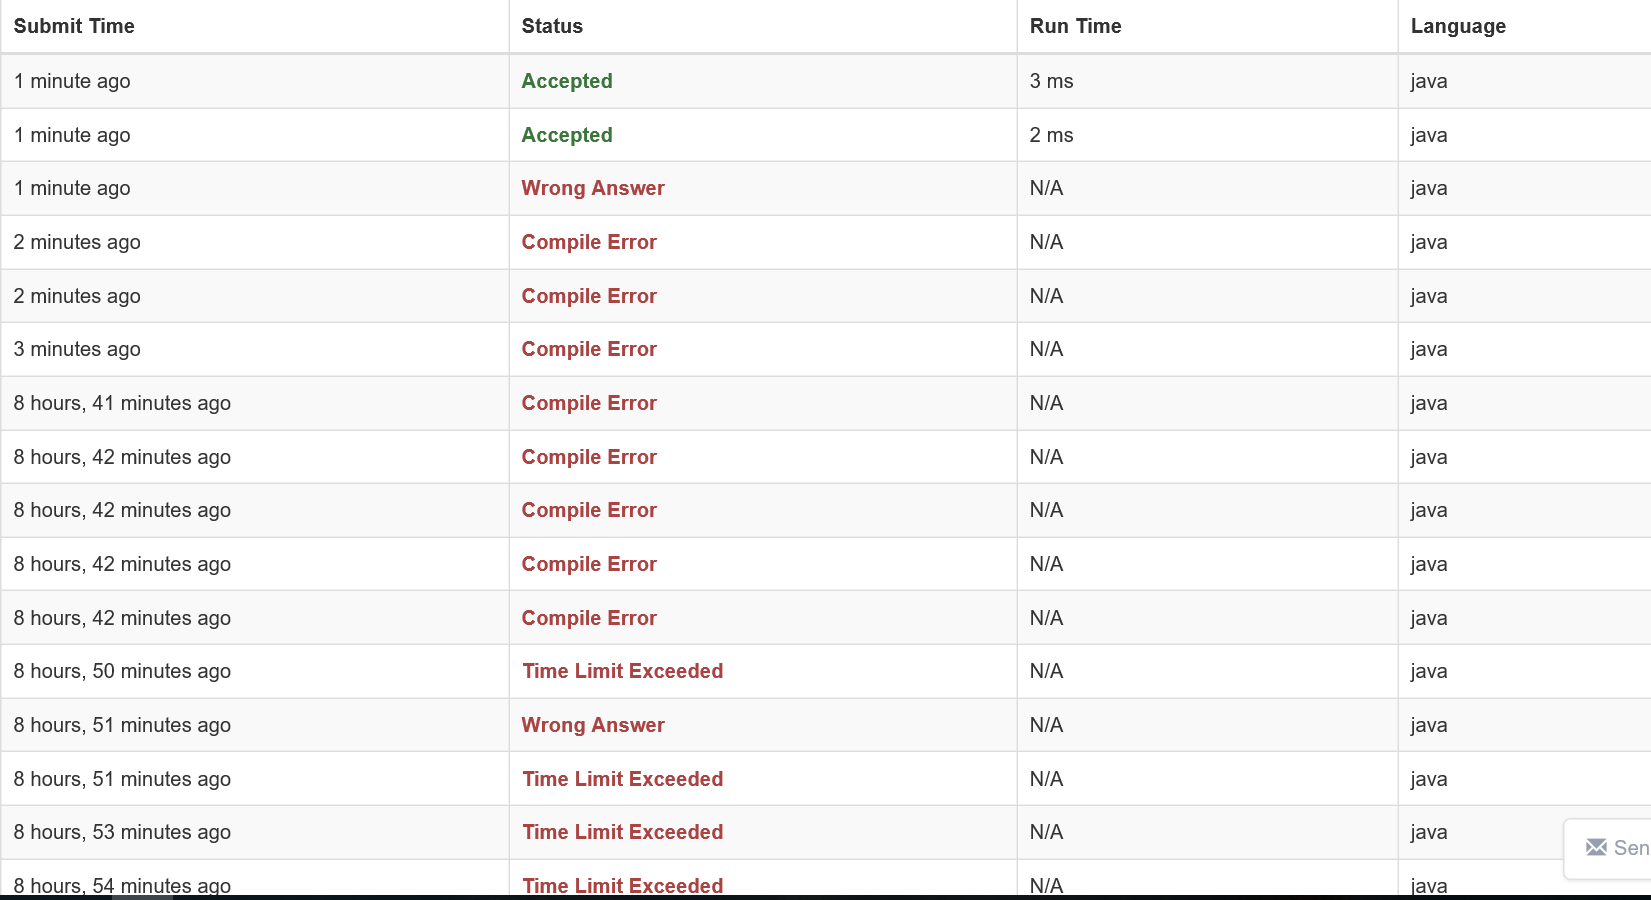 Submit Time Status Run Time Language
1 minute ago Accepted 3 ms java
1 minute ago Accepted 2 ms java
1 minute ago Wrong Answer N/A java
2 minutes ago Compile Error N/A java
2 minutes ago Compile Error N/A java
3 minutes ago Compile Error N/A java
8 hours, 41 minutes ago Compile Error N/A java
8 hours, 42 minutes ago Compile Error N/A java
8 hours, 42 minutes ago Compile Error N/A java
8 hours, 42 minutes ago Compile Error N/A java
8 hours, 42 minutes ago Compile Error N/A java
8 hours, 50 minutes ago Time Limit Exceeded N/A java
8 hours, 51 minutes ago Wrong Answer N/A java
8 hours, 51 minutes ago Time Limit Exceeded N/A java
8 hours, 53 minutes ago Time Limit Exceeded N/A java
Sen
8 hours, 54 minutes ago Time Limit Exceeded N/A java